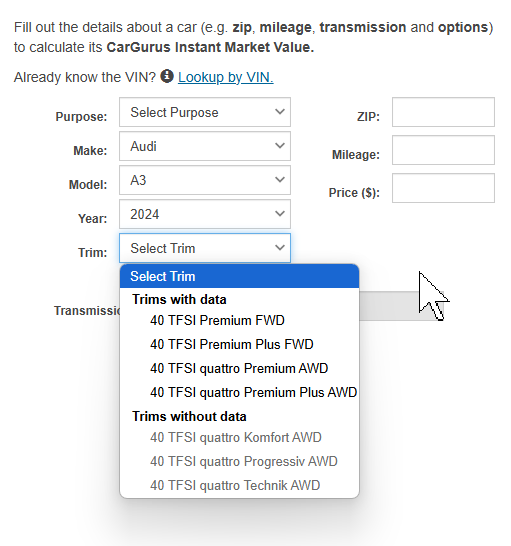 Fill out the details about a car (e.g. zip, mileage, transmission and options)
to calculate its CarGurus Instant Market Value.
Already know the VIN? Lookup by VIN.
Purpose: Select Purpose
ZIP:
Make: Audi
Mileage:
Model: A3
Price ($):
Year: 2024
Trim: Select Trim
Select Trim
Trims with data
40 TFSI Premium FWD
Transmissi
40 TFSI Premium Plus FWD
40 TFSI quattro Premium AWD
40 TFSI quattro Premium Plus AWD
Trims without data
40 TFSI quattro Komfort AWD
40 TFSI quattro Progressiv AWD
40 TFSI quattro Technik AWD